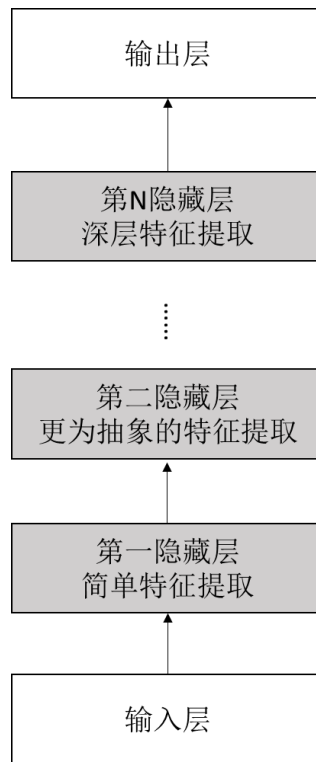 输出层
第N隐藏层
深层特征提取
......
第二隐藏层
更为抽象的特征提取
第一隐藏层
简单特征提取
输入层